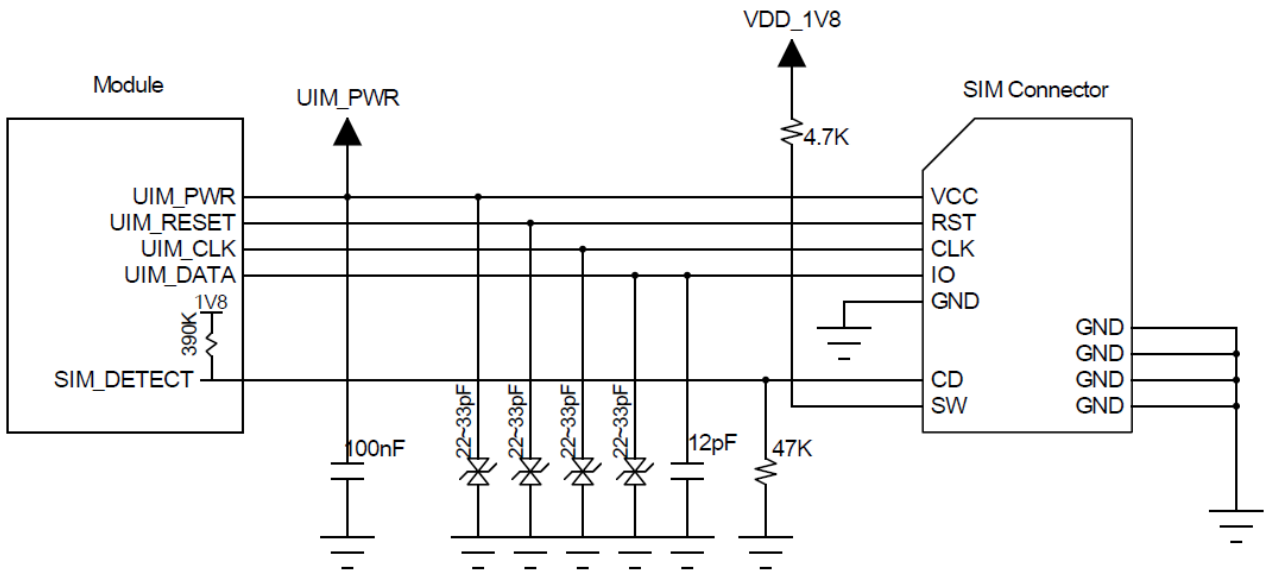 VDD_1V8
Module
SIM Connector
UIM_PWR
4.7K
UIM_PWR
VCC
UIM_RESET
RST
UIM_CLK
CLK
UIM_DATA
IO
1V8
GND
390K
GND
GND
SIM_DETECT
CD
GND
SW
GND
100nF
22~33pF
22~33pF
22~33pF
22~33pF
12pF
47K